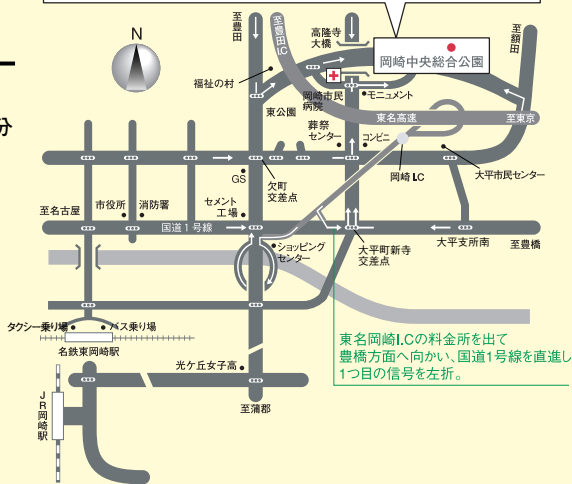 N
至豊田
至豊田I.C
高隆寺
大橋
至額田
岡崎中央総合公園
福祉の村
岡崎市民
病院
モニュメント
東公園
東名高速
至東京
分
葬祭
センター
コンビニ
岡崎I.C
大平市民センター
GS
欠町
交差点
市役所
消防署
セメント
工場
至名古屋
国道1号線
ショッピング
センター
大平町新寺
交差点
大平支所南
至豊橋
タクシー乗り場
バス乗り場
名鉄東岡崎駅
東名岡崎I.Cの料金所を出て
豊橋方面へ向かい、国道1号線を直進し
1つ目の信号を左折。
光ケ丘女子高
JR岡崎駅
至蒲郡